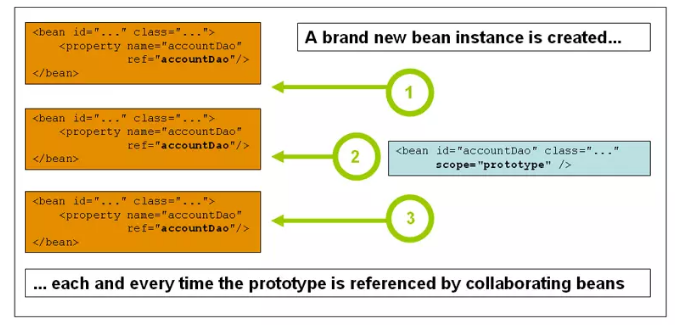 <bean id="..." class="...">
<property name="accountDao"
ref="accountDao"/>
</bean>
A brand new bean instance is created...
1
<bean id="..." class="...">
<property name="accountDao"
ref="accountDao"/>
</bean>
2
<bean id="accountDao" class="..."
scope="prototype" />
<bean id="..." class="...">
<property name="accountDao"
ref="accountDao"/>
</bean>
3
... each and every time the prototype is referenced by collaborating beans